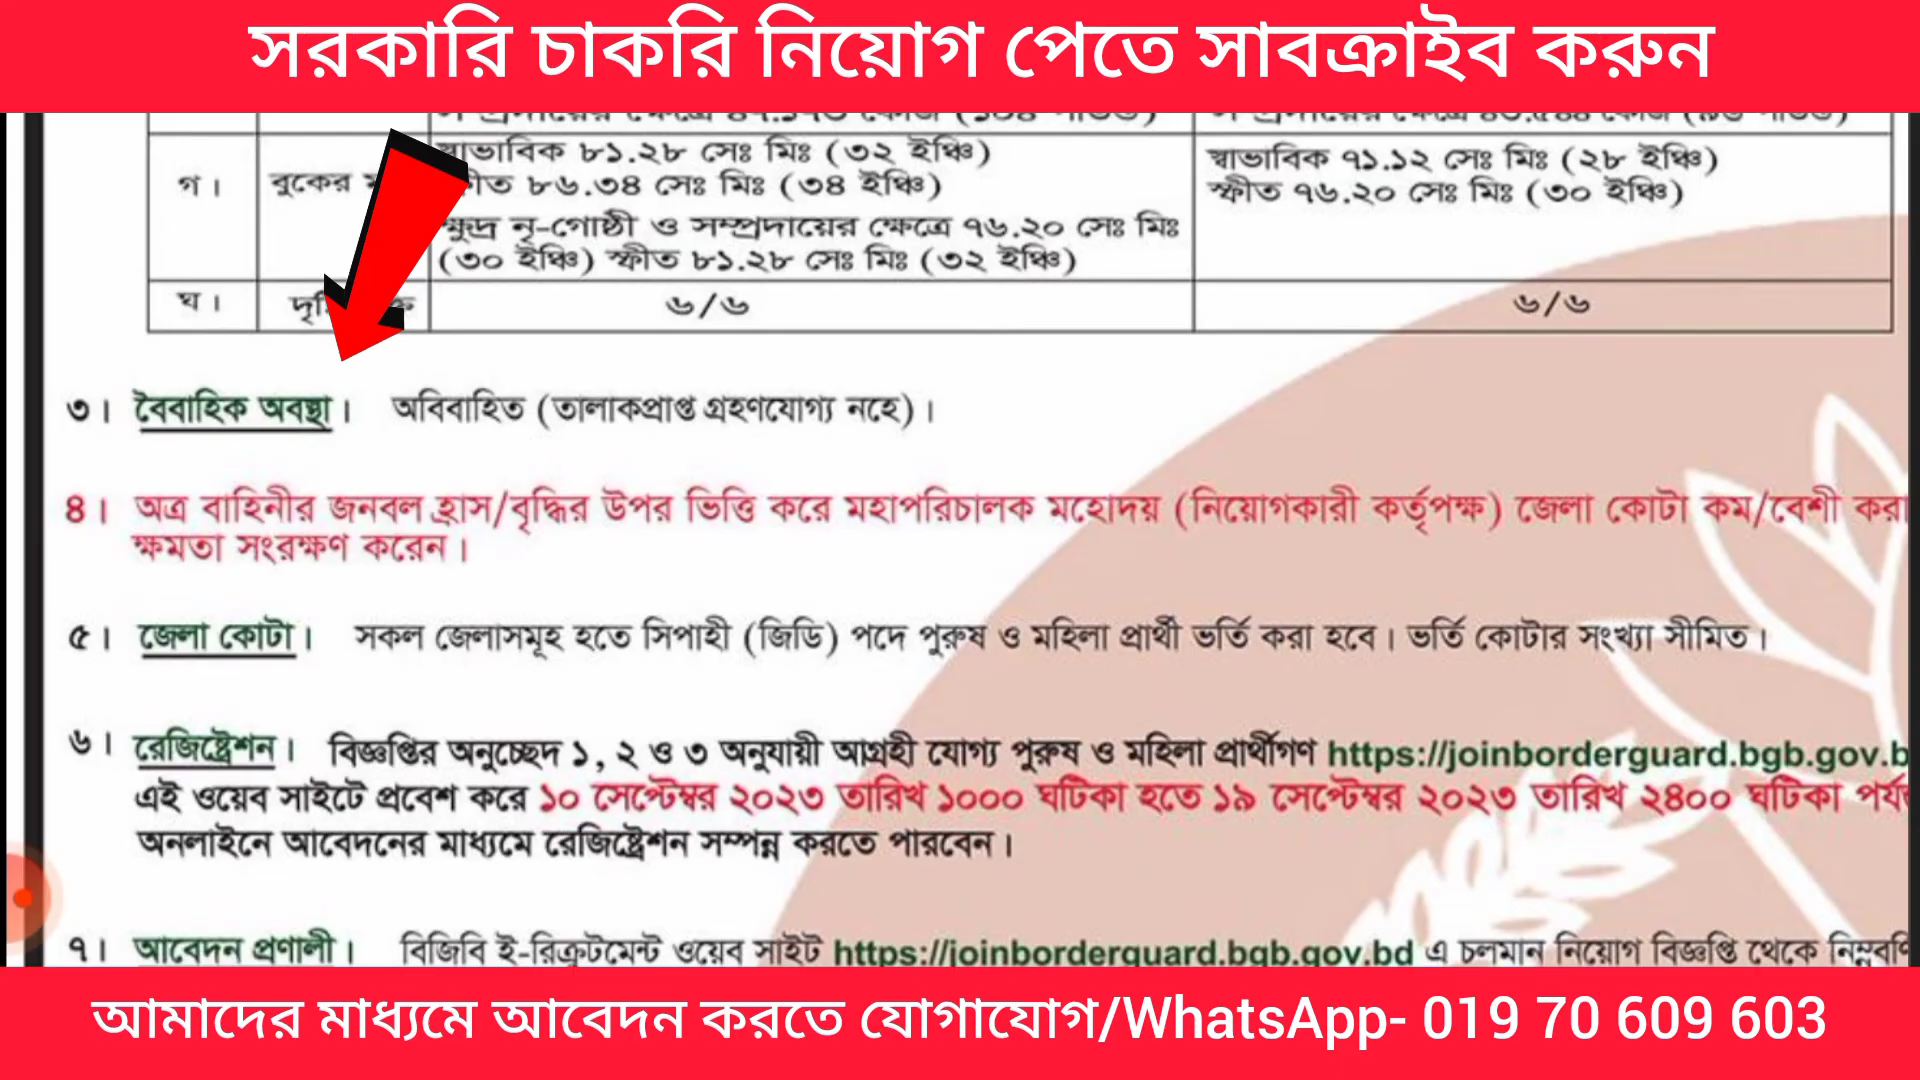 সরকারি চাকরি নিয়োগ পেতে সাবক্রাইব করুন
গ। বুকের স্বাভাবিক ৮১.২৮ সেঃ মিঃ (৩২ ইঞ্চি) স্বাভাবিক ৭১.১২ সেঃ মিঃ (২৮ ইঞ্চি)
স্ফীত ৮৬.৩৪ সেঃ মিঃ (৩৪ ইঞ্চি) স্ফীত ৭৬.২০ সেঃ মিঃ (৩০ ইঞ্চি)
ক্ষুদ্র নৃ-গোষ্ঠী ও সম্প্রদায়ের ক্ষেত্রে ৭৬.২০ সেঃ মিঃ
(৩০ ইঞ্চি) স্ফীত ৮১.২৮ সেঃ মিঃ (৩২ ইঞ্চি)
ঘ। ৬/৬ ৬/৬
৩। বৈবাহিক অবস্থা। অবিবাহিত (তালাকপ্রাপ্ত গ্রহণযোগ্য নহে)।
৪। অত্র বাহিনীর জনবল হ্রাস/বৃদ্ধির উপর ভিত্তি করে মহাপরিচালক মহোদয় (নিয়োগকারী কর্তৃপক্ষ) জেলা কোটা কম/বেশী করা
ক্ষমতা সংরক্ষণ করেন।
৫। জেলা কোটা। সকল জেলাসমূহ হতে সিপাহী (জিডি) পদে পুরুষ ও মহিলা প্রার্থী ভর্তি করা হবে। ভর্তি কোটার সংখ্যা সীমিত।
৬। রেজিষ্ট্রেশন। বিজ্ঞপ্তির অনুচ্ছেদ ১, ২ ও ৩ অনুযায়ী আগ্রহী যোগ্য পুরুষ ও মহিলা প্রার্থীগণ https://joinborderguard.bgb.gov.b
এই ওয়েব সাইটে প্রবেশ করে ১০ সেপ্টেম্বর ২০২৩ তারিখ ১০০০ ঘটিকা হতে ১৯ সেপ্টেম্বর ২০২৩ তারিখ ২৪০০ ঘটিকা
অনলাইনে আবেদনের মাধ্যমে রেজিষ্ট্রেশন সম্পন্ন করতে পারবেন।
৭। আবেদন প্রণালী। বিজিবি ই-রিক্রুটমেন্ট ওয়েব সাইট https://joinborderguard.bgb.gov.bd এ চলমান নিয়োগ বিজ্ঞপ্তি থেকে
আমাদের মাধ্যমে আবেদন করতে যোগাযোগ/WhatsApp- 019 70 609 603